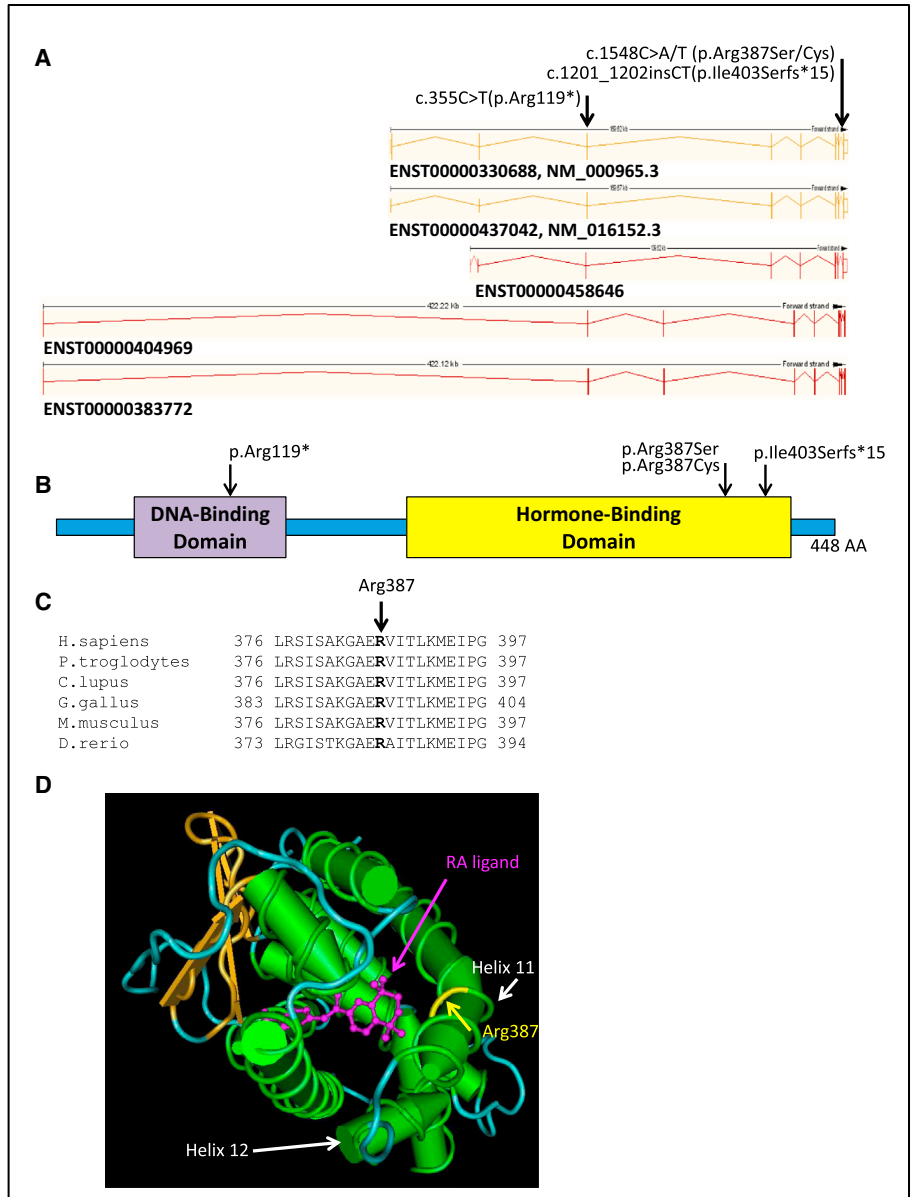 A
c.1548C>A/T (p.Arg387Ser/Cys)
c.1201_1202insCT(p.Ile403Serfs*15)
c.355C>T(p.Arg119*)
Forward strand
ENST00000330688, NM_000965.3
Forward strand
ENST00000437042, NM_016152.3
Forward strand
ENST00000458646
422.22 Kb Forward strand
ENST00000404969
422.12 kb Forward strand
ENST00000383772
B
p.Arg119*
p.Arg387Ser
p.Arg387Cys
p.Ile403Serfs*15
DNA-Binding
Domain
Hormone-Binding
Domain
448 AA
C
Arg387
H.sapiens 376 LRSISAKGAERVITLKMEIPG 397
P.troglodytes 376 LRSISAKGAERVITLKMEIPG 397
C.lupus 376 LRSISAKGAERVITLKMEIPG 397
G.gallus 383 LRSISAKGAERVITLKMEIPG 404
M.musculus 376 LRSISAKGAERVITLKMEIPG 397
D.rerio 373 LRGISTKGAERAITLKMEIPG 394
D
RA ligand
Helix 11
Arg387
Helix 12